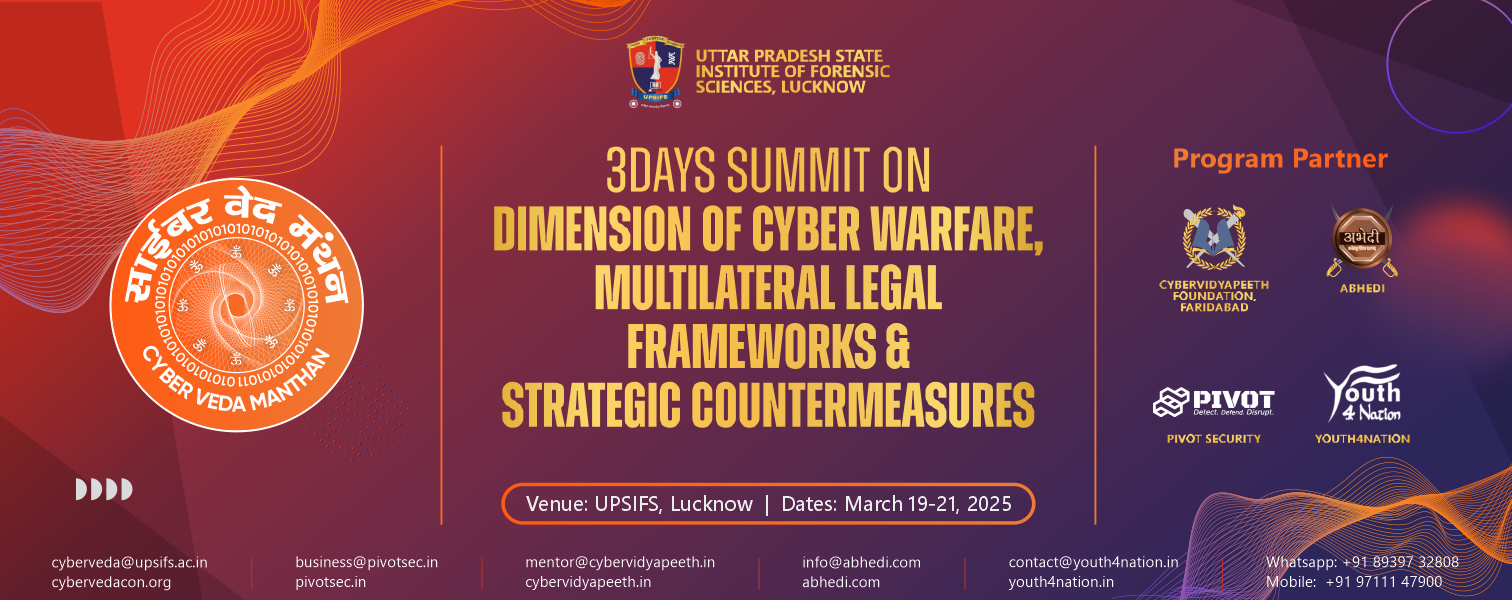 UTTAR PRADESH STATE
INSTITUTE OF FORENSIC
SCIENCES, LUCKNOW
UPSIFS
साईबर वेद मंथन
CYBER VEDA MANTHAN
3DAYS SUMMIT ON
DIMENSION OF CYBER WARFARE,
MULTILATERAL LEGAL
FRAMEWORKS &
STRATEGIC COUNTERMEASURES
Venue: UPSIFS, Lucknow | Dates: March 19-21, 2025
Program Partner
CYBERVIDYAPEETH
FOUNDATION,
FARIDABAD
अभेदी
ABHEDI
PIVOT
Detect. Defend. Disrupt.
PIVOT SECURITY
Youth
4 Nation
YOUTH4NATION
cyberveda@upsifs.ac.in
cybervedacon.org
business@pivotsec.in
pivotsec.in
mentor@cybervidyapeeth.in
cybervidyapeeth.in
info@abhedi.com
abhedi.com
contact@youth4nation.in
youth4nation.in
Whatsapp: +91 89397 32808
Mobile: +91 97111 47900